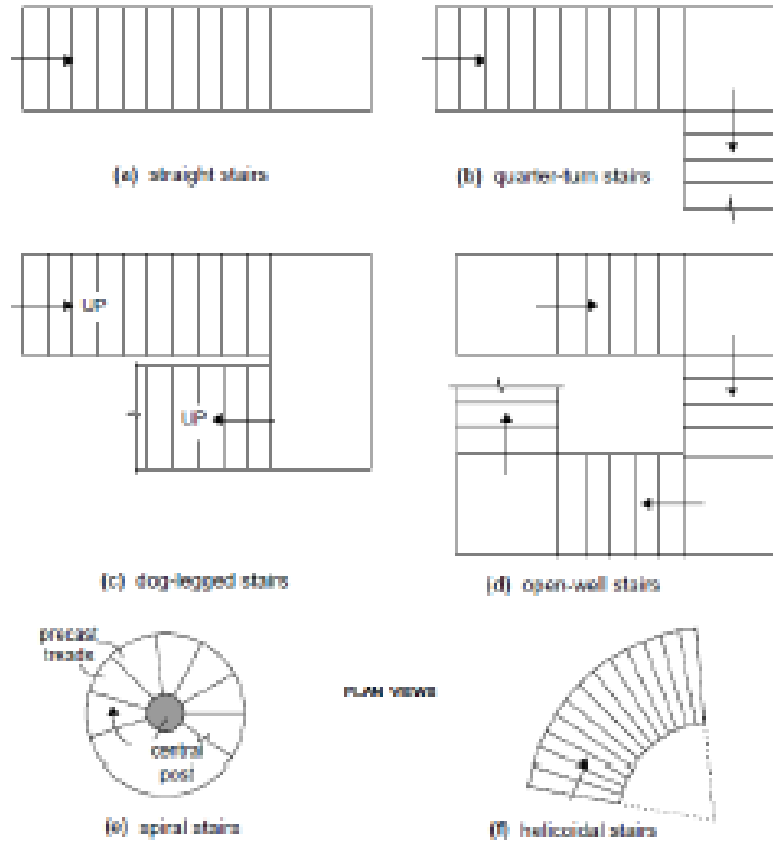 (a) straight stairs
(b) quarter-turn stairs
UP
UP
(c) dog-legged stairs
(d) open-well stairs
precast
treads
PLAN VIEWS
central
post
(e) spiral stairs
(f) helicoidal stairs